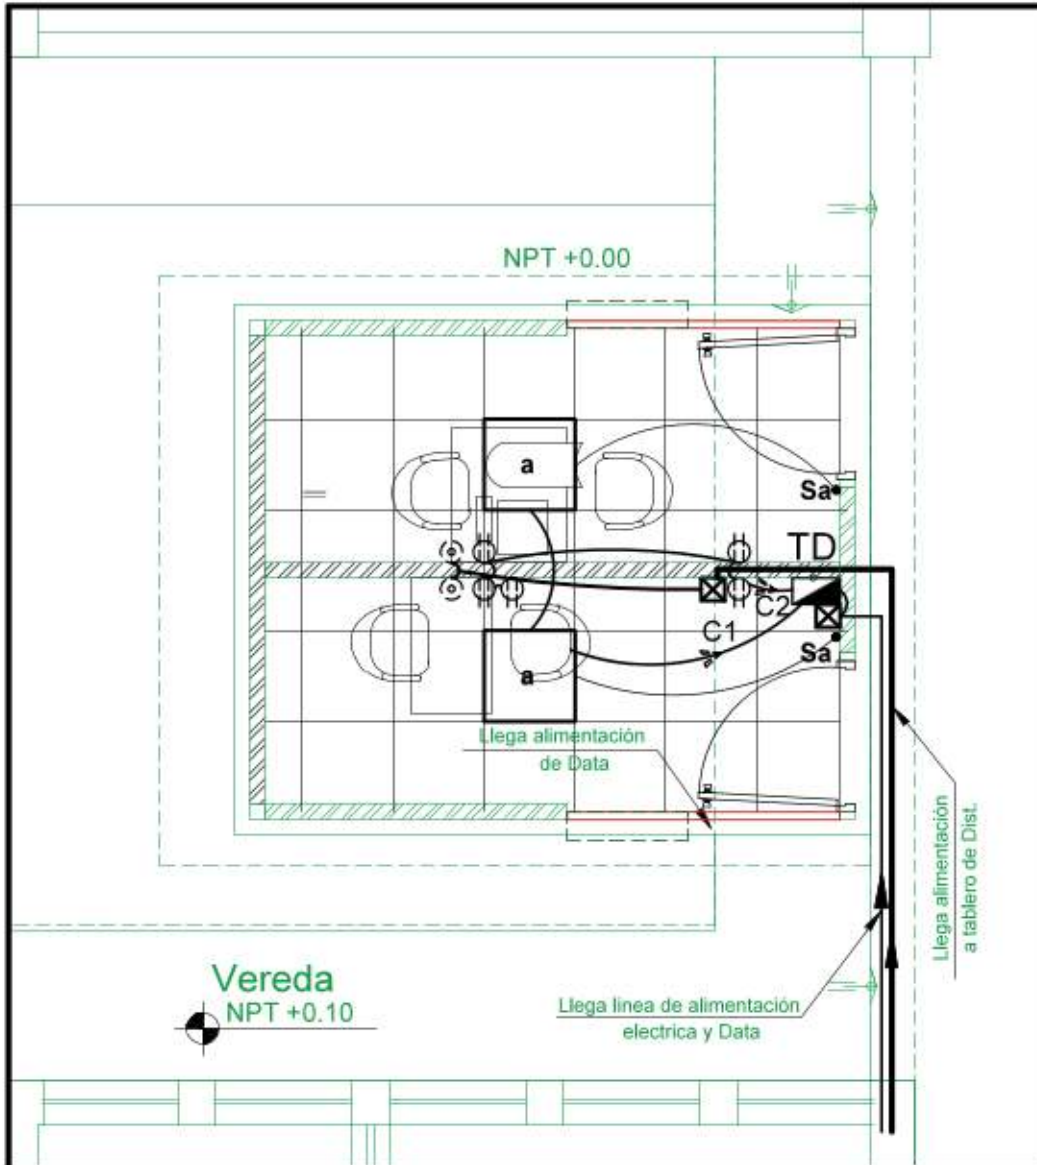 NPT +0.00
a
Sa
TD
C2
C1
Sa
a
Llega alimentación
de Data
Llega alimentación
a tablero de Dist.
Vereda
NPT +0.10
Llega linea de alimentación
electrica y Data